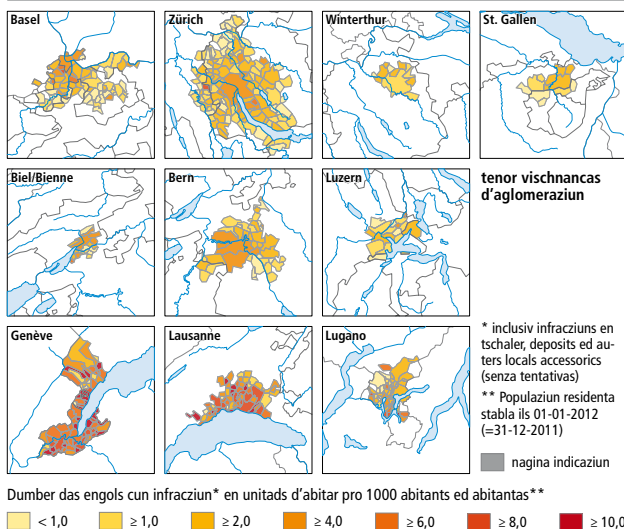 Basel
Zürich
Winterthur
St. Gallen
Biel/Bienne
Bern
Luzern
tenor vischnancas
d'aglomeraziun
Genève
Lausanne
Lugano
* inclusiv infracziuns en
tschaler, deposits ed au-
ters locals accessorics
(senza tentativas)
** Populaziun residenta
stabla ils 01-01-2012
(=31-12-2011)
nagina indicaziun
Dumber das engols cun infracziun* en unitads d'abitar pro 1000 abitants ed abitantas**
< 1,0 ≥ 1,0 ≥ 2,0 ≥ 4,0 ≥ 6,0 ≥ 8,0 ≥ 10,0